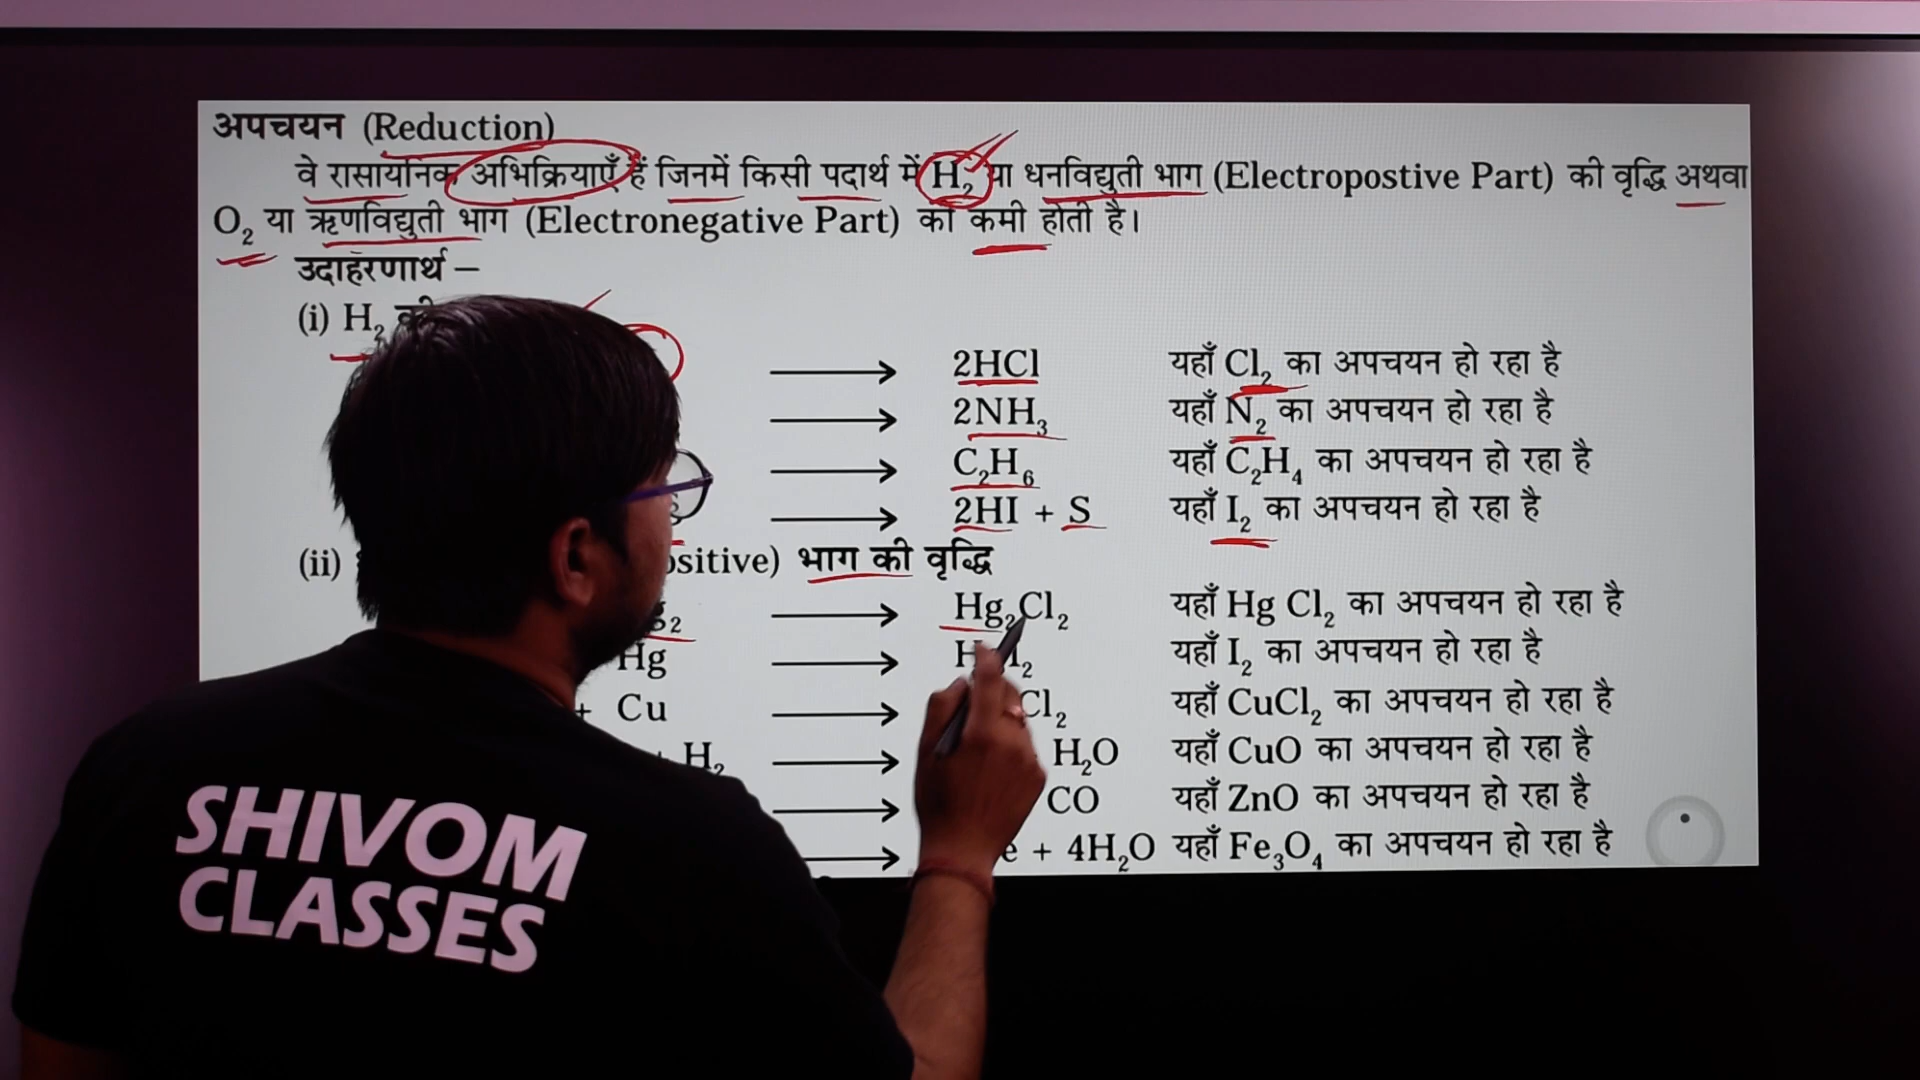 अपचयन (Reduction)
वे रासायनिक अभिक्रियाएँ हैं जिनमें किसी पदार्थ में H₂ या धनविद्युती भाग (Electropostive Part) की वृद्धि अथवा
O₂ या ऋणविद्युती भाग (Electronegative Part) की कमी होती है।
उदाहरणार्थ –
(i) H₂ की
⟶ 2HCl यहाँ Cl₂ का अपचयन हो रहा है
⟶ 2NH₃ यहाँ N₂ का अपचयन हो रहा है
⟶ C₂H₆ यहाँ C₂H₄ का अपचयन हो रहा है
⟶ 2HI + S यहाँ I₂ का अपचयन हो रहा है
(ii) भाग की वृद्धि
⟶ Hg₂Cl₂ यहाँ Hg Cl₂ का अपचयन हो रहा है
Hg ⟶ यहाँ I₂ का अपचयन हो रहा है
+ Cu ⟶ Cl₂ यहाँ CuCl₂ का अपचयन हो रहा है
+ H₂ ⟶ H₂O यहाँ CuO का अपचयन हो रहा है
⟶ CO यहाँ ZnO का अपचयन हो रहा है
⟶ + 4H₂O यहाँ Fe₃O₄ का अपचयन हो रहा है
SHIVOM
CLASSES